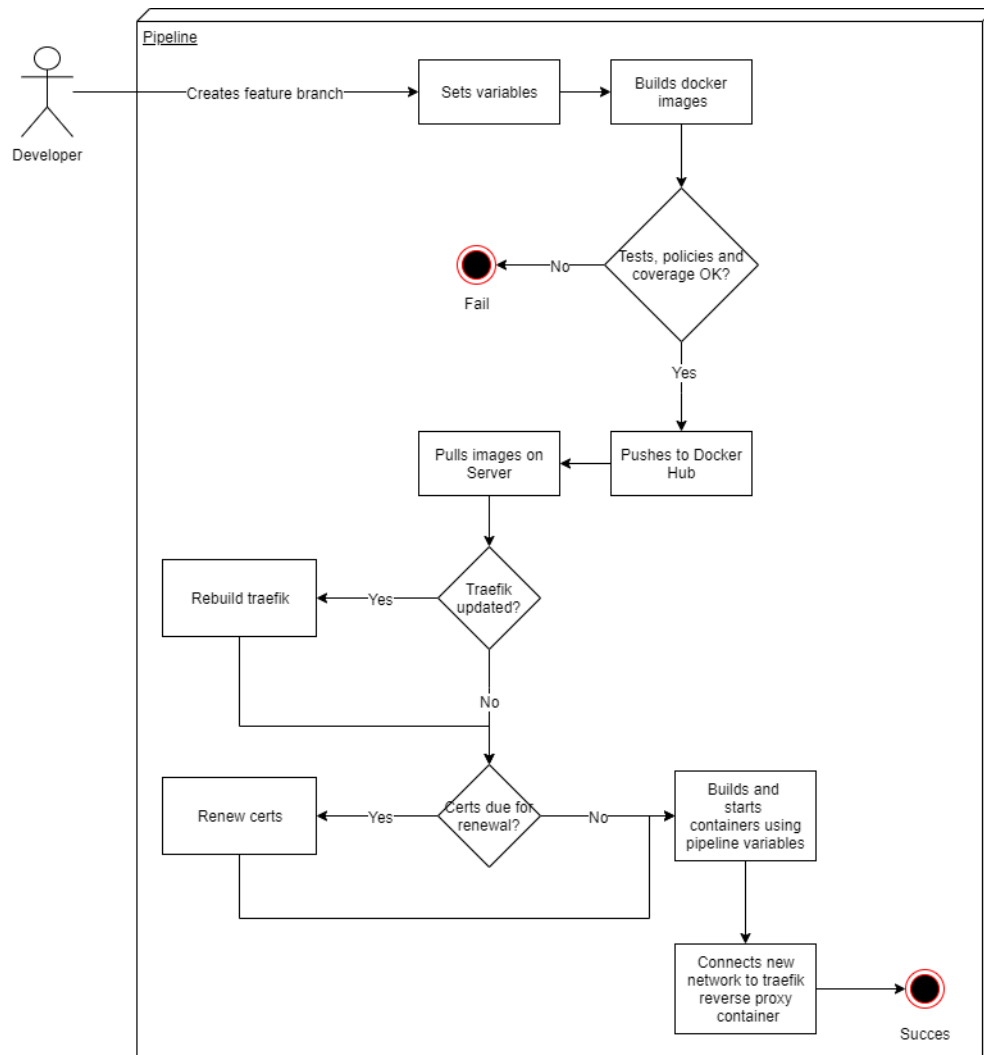 Pipeline
Developer
Creates feature branch
Sets variables
Builds docker
images
Tests, policies and
coverage OK?
No
Fail
Yes
Pulls images on
Server
Pushes to Docker
Hub
Traefik
updated?
Yes
Rebuild traefik
No
Certs due for
renewal?
Yes
Renew certs
No
Builds and
starts
containers using
pipeline variables
Connects new
network to traefik
reverse proxy
container
Succes